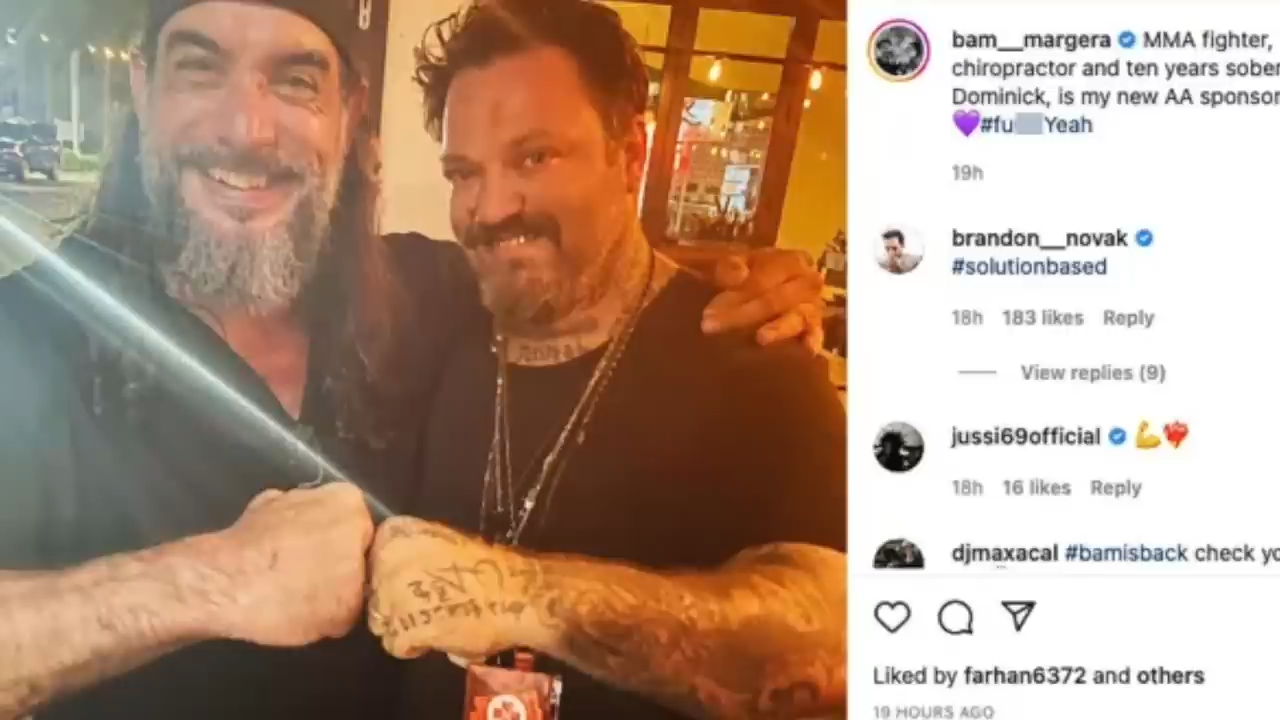 bam__margera MMA fighter,
chiropractor and ten years sober
Dominick, is my new AA sponsor
💜#fu Yeah
19h
brandon__novak
#solutionbased
18h 183 likes Reply
View replies (9)
jussi69official 💪❤️‍🔥
18h 16 likes Reply
djmaxacal #bamisback check yo
Liked by farhan6372 and others
19 HOURS AGO